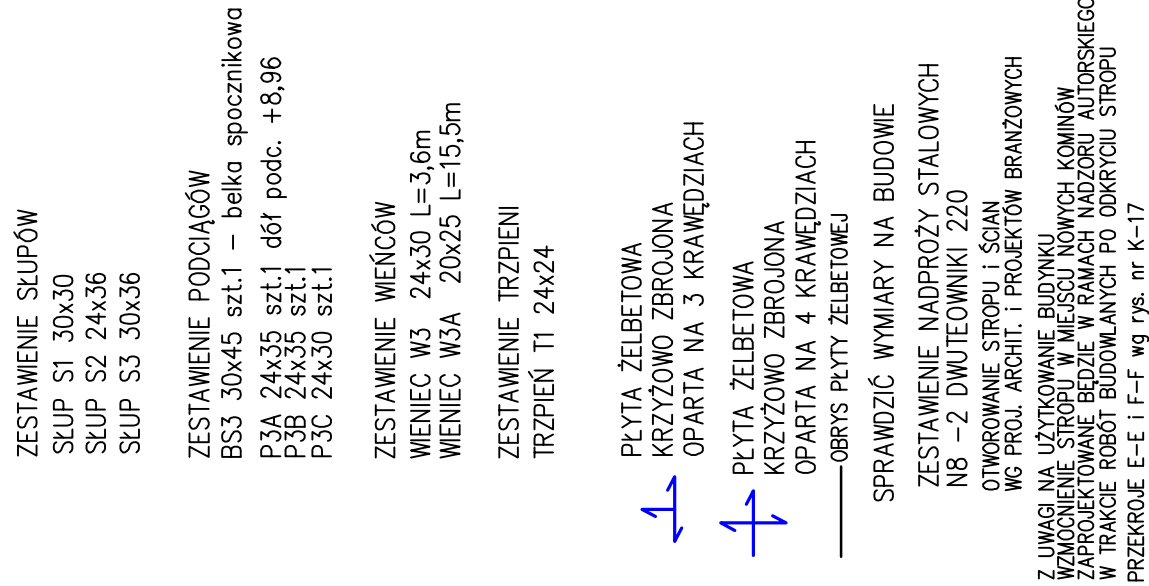 ZESTAWIENIE SŁUPÓW
SŁUP S1 30x30
SŁUP S2 24x36
SŁUP S3 30x36
ZESTAWIENIE PODCIĄGÓW
BS3 30x45 szt.1 – belka spocznikowa
P3A 24x35 szt.1 dół podc. +8,96
P3B 24x35 szt.1
P3C 24x30 szt.1
ZESTAWIENIE WIEŃCÓW
WIENIEC W3 24x30 L=3,6m
WIENIEC W3A 20x25 L=15,5m
ZESTAWIENIE TRZPIENI
TRZPIEŃ T1 24x24
PŁYTA ŻELBETOWA
KRZYŻOWO ZBROJONA
OPARTA NA 3 KRAWĘDZIACH
PŁYTA ŻELBETOWA
KRZYŻOWO ZBROJONA
OPARTA NA 4 KRAWĘDZIACH
OBRYS PŁYTY ŻELBETOWEJ
SPRAWDZIĆ WYMIARY NA BUDOWIE
ZESTAWIENIE NADPROŻY STALOWYCH
N8 –2 DWUTEOWNIKI 220
OTWOROWANIE STROPU i ŚCIAN
WG PROJ. ARCHIT. i PROJEKTÓW BRANŻOWYCH
Z UWAGI NA UŻYTKOWANIE BUDYNKU
WZMOCNIENIE STROPU W MIEJSCU NOWYCH KOMINÓW
ZAPROJEKTOWANE BĘDZIE W RAMACH NADZORU AUTORSKIEGO
W TRAKCIE ROBÓT BUDOWLANYCH PO ODKRYCIU STROPU
PRZEKROJE E–E i F–F wg rys. nr K–17